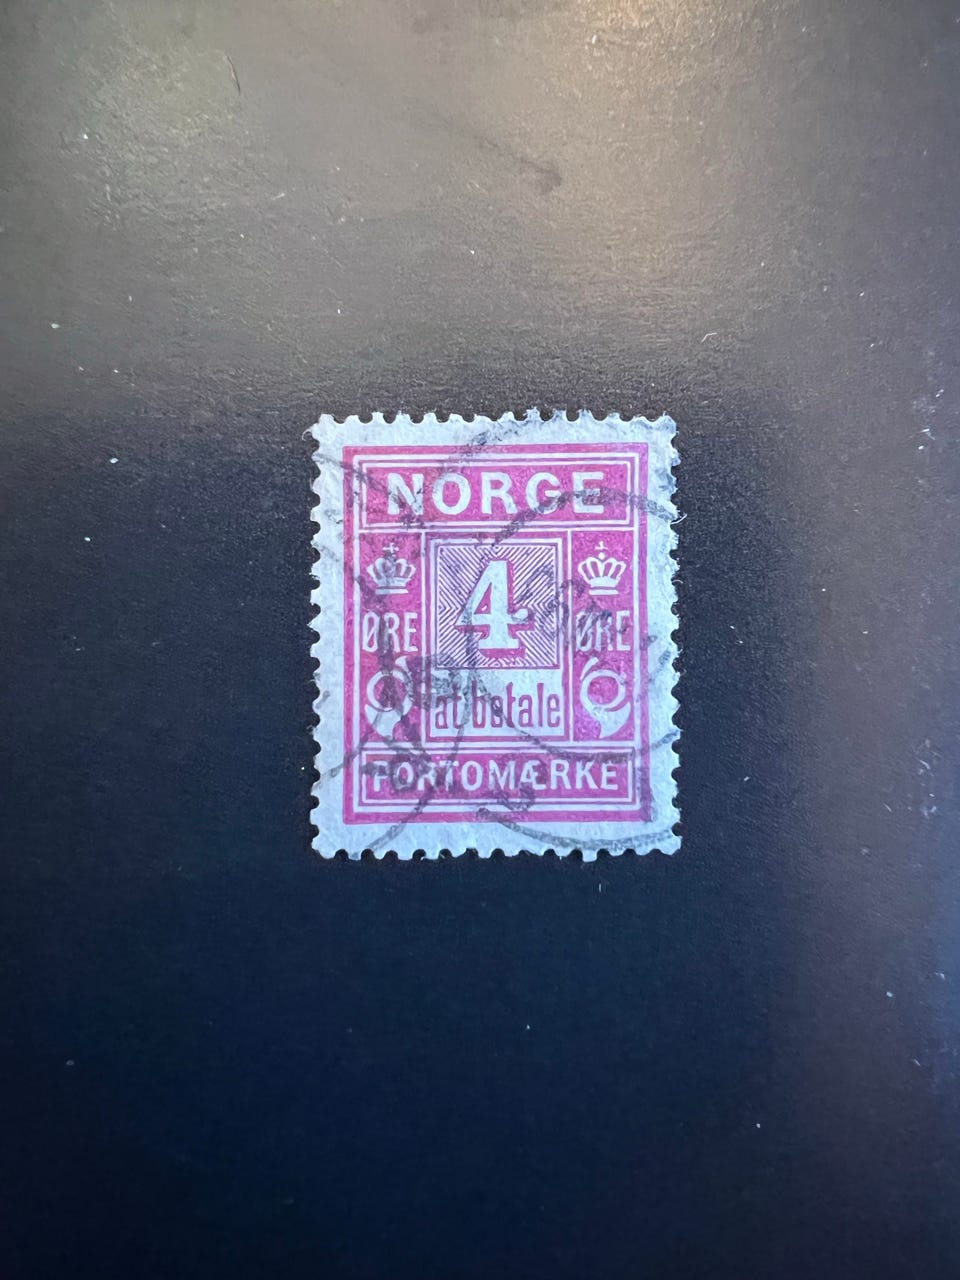 NORGE
4
ØRE ØRE
at betale
PORTOMÆRKE